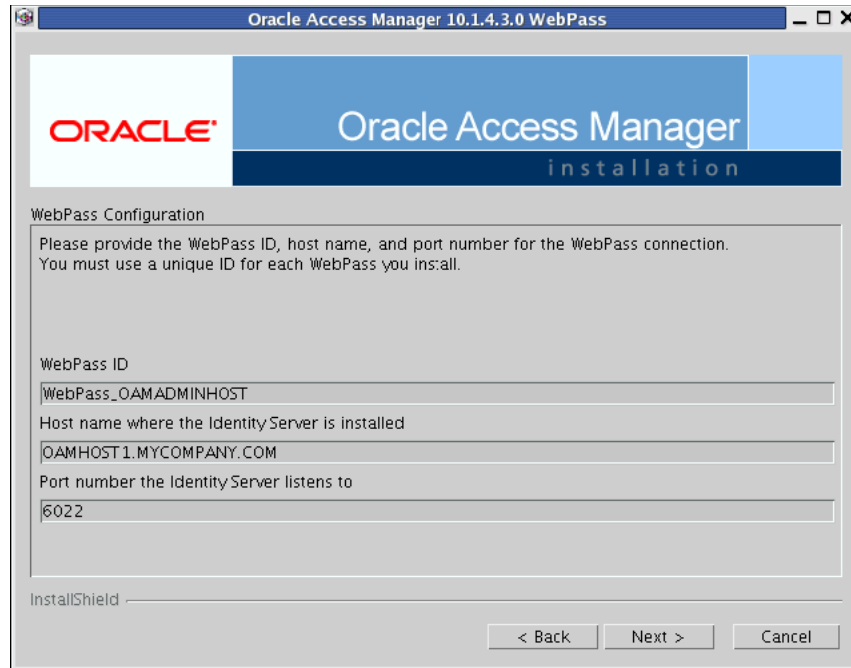 Oracle Access Manager 10.1.4.3.0 WebPass
ORACLE®
Oracle Access Manager
installation
WebPass Configuration
Please provide the WebPass ID, host name, and port number for the WebPass connection.
You must use a unique ID for each WebPass you install.
WebPass ID
WebPass_OAMADMINHOST
Host name where the Identity Server is installed
OAMHOST1.MYCOMPANY.COM
Port number the Identity Server listens to
6022
InstallShield
< Back Next > Cancel